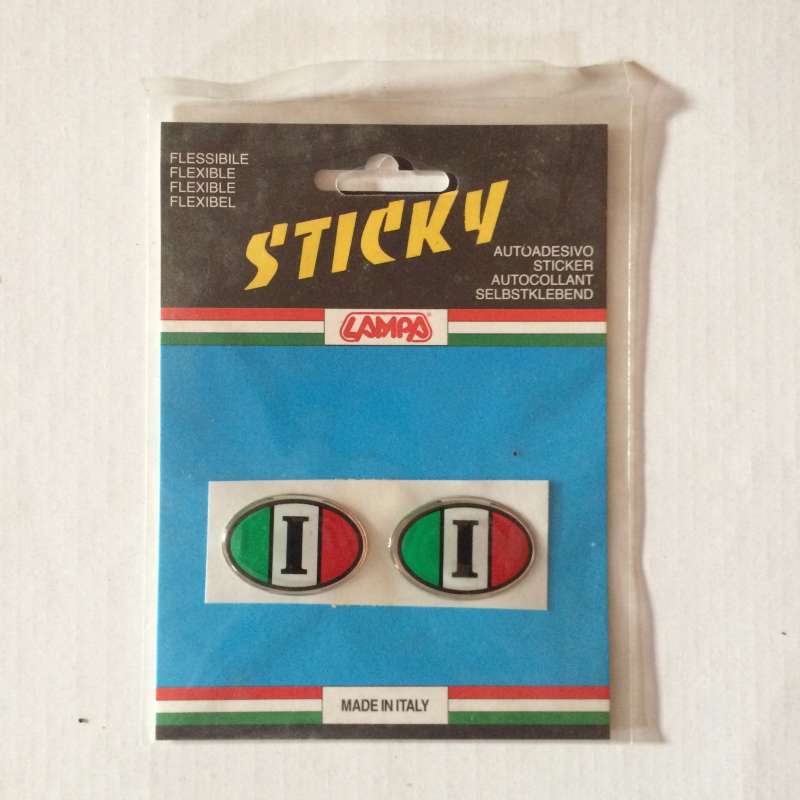 FLESSIBILE
FLEXIBLE
FLEXIBLE
FLEXIBEL
STICKY
AUTOADESIVO
STICKER
AUTOCOLLANT
SELBSTKLEBEND
LAMPA®
I
I
MADE IN ITALY